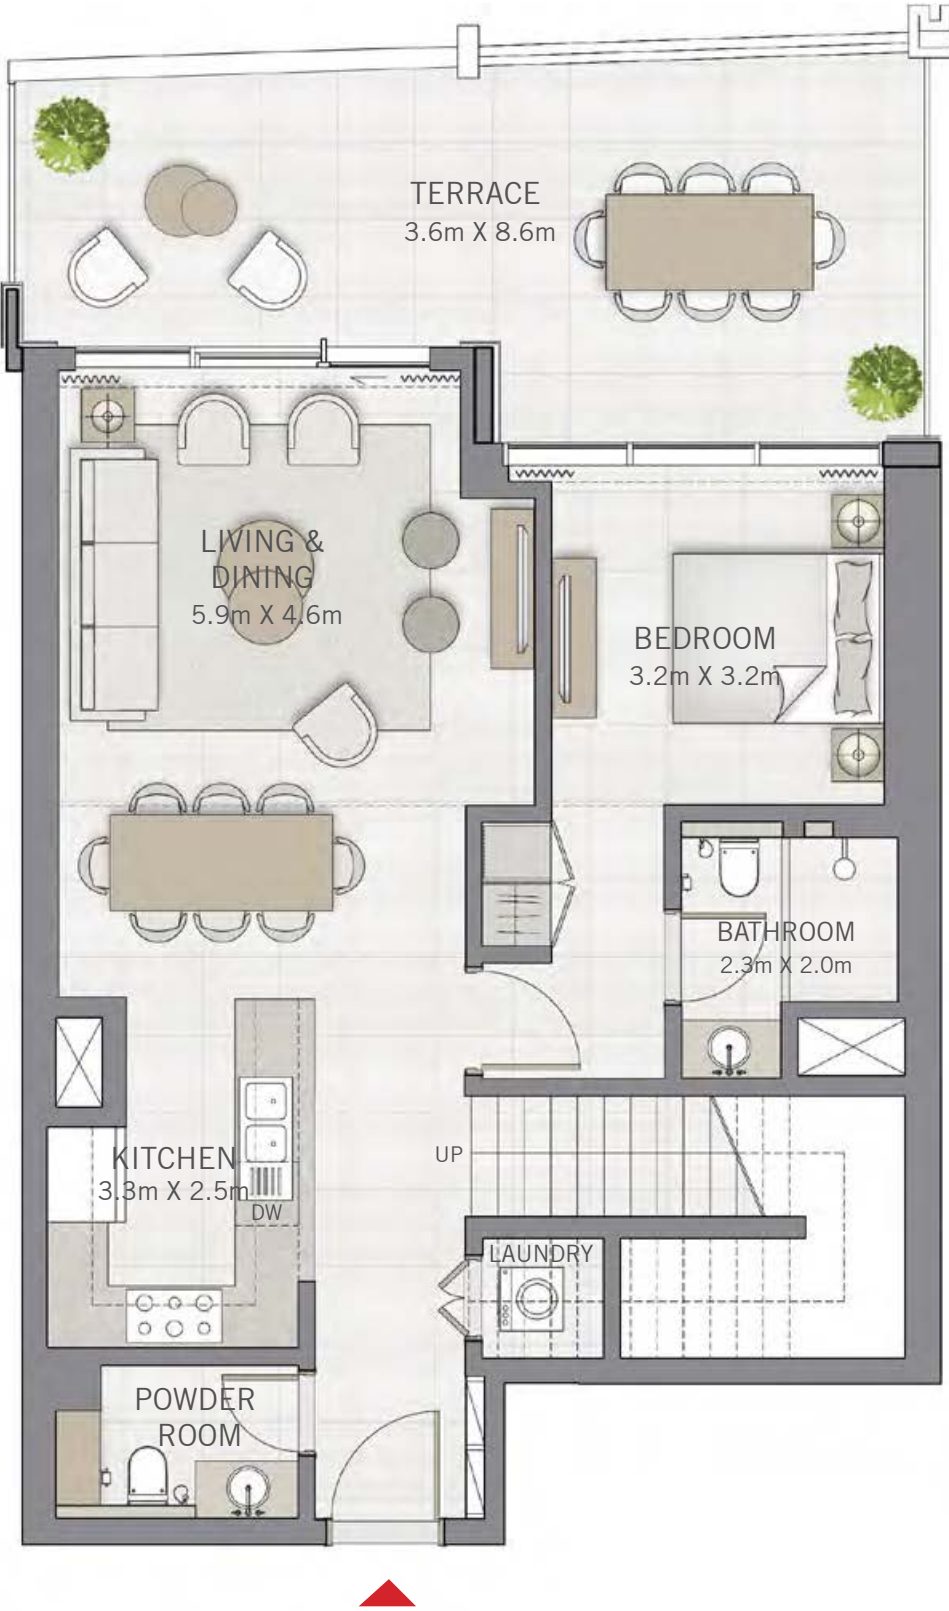 TERRACE
3.6m X 8.6m
LIVING &
DINING
5.9m X 4.6m
BEDROOM
3.2m X 3.2m
BATHROOM
2.3m X 2.0m
KITCHEN
3.3m X 2.5m
DW
UP
LAUNDRY
POWDER
ROOM